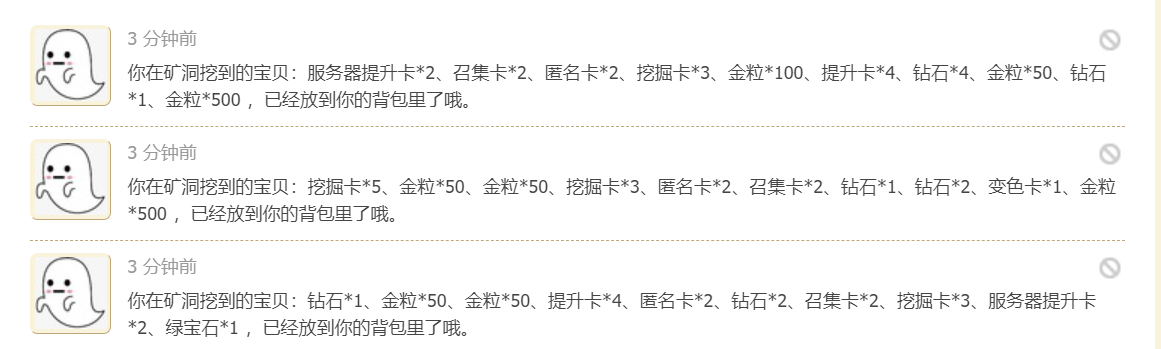 3 分钟前
你在矿洞挖到的宝贝：服务器提升卡*2、召集卡*2、匿名卡*2、挖掘卡*3、金粒*100、提升卡*4、钻石*4、金粒*50、钻石
*1、金粒*500 ，已经放到你的背包里了哦。
3 分钟前
你在矿洞挖到的宝贝：挖掘卡*5、金粒*50、金粒*50、挖掘卡*3、匿名卡*2、召集卡*2、钻石*1、钻石*2、变色卡*1、金粒
*500 ，已经放到你的背包里了哦。
3 分钟前
你在矿洞挖到的宝贝：钻石*1、金粒*50、金粒*50、提升卡*4、匿名卡*2、钻石*2、召集卡*2、挖掘卡*3、服务器提升卡
*2、绿宝石*1 ，已经放到你的背包里了哦。